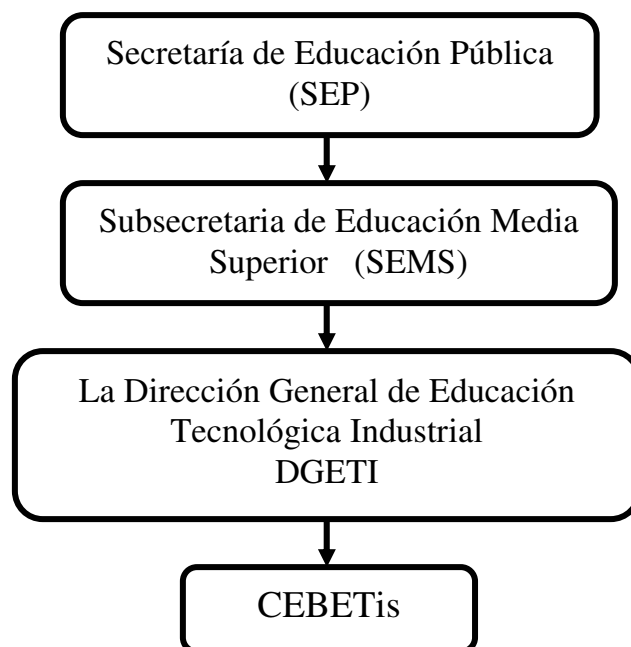 Secretaría de Educación Pública
(SEP)
Subsecretaria de Educación Media
Superior (SEMS)
La Dirección General de Educación
Tecnológica Industrial
DGETI
CEBETis